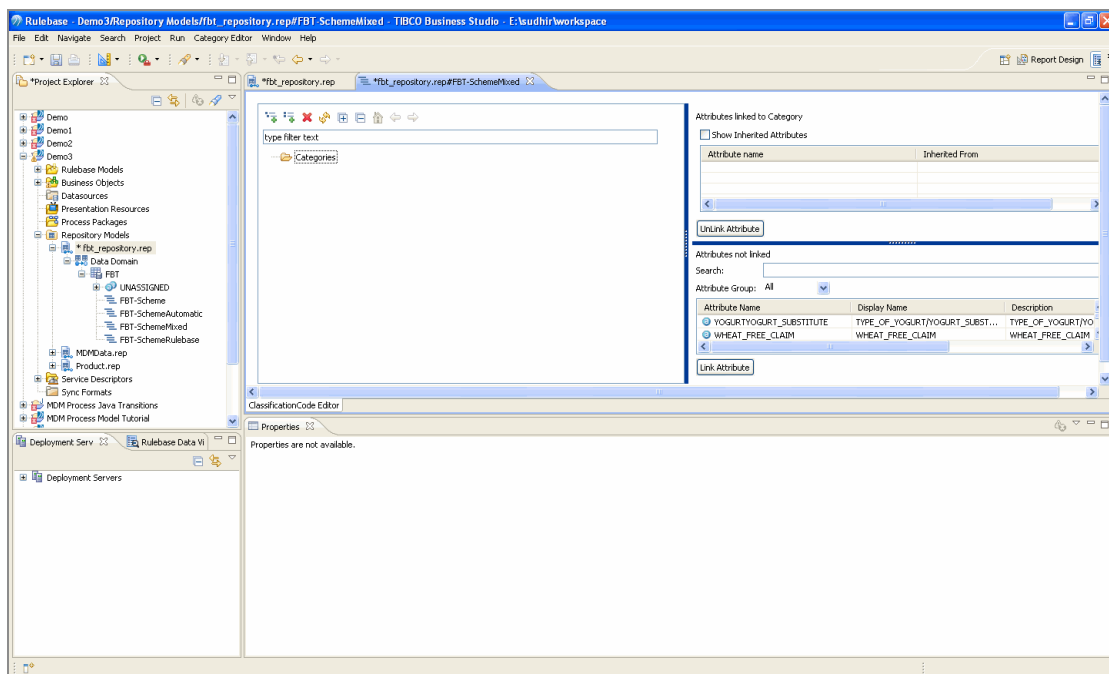 Rulebase - Demo3/Repository Models/fbt_repository.rep#FBT-SchemeMixed - TIBCO Business Studio - E:\sudhir\workspace
File Edit Navigate Search Project Run Category Editor Window Help
Report Design
*Project Explorer
Demo
Demo1
Demo2
Demo3
Rulebase Models
Business Objects
Datasources
Presentation Resources
Process Packages
Repository Models
* fbt_repository.rep
Data Domain
FBT
UNASSIGNED
FBT-Scheme
FBT-SchemeAutomatic
FBT-SchemeMixed
FBT-SchemeRulebase
MDMData.rep
Product.rep
Service Descriptors
Sync Formats
MDM Process Java Transitions
MDM Process Model Tutorial
Deployment Serv
Rulebase Data Vi
Deployment Servers
*fbt_repository.rep
*fbt_repository.rep#FBT-SchemeMixed
type filter text
Categories
Attributes linked to Category
Show Inherited Attributes
Attribute name Inherited From
UnLink Attribute
Attributes not linked
Search:
Attribute Group: All
Attribute Name Display Name Description
YOGURTYOGURT_SUBSTITUTE TYPE_OF_YOGURT/YOGURT_SUBST... TYPE_OF_YOGURT/YO
WHEAT_FREE_CLAIM WHEAT_FREE_CLAIM WHEAT_FREE_CLAIM
Link Attribute
ClassificationCode Editor
Properties
Properties are not available.